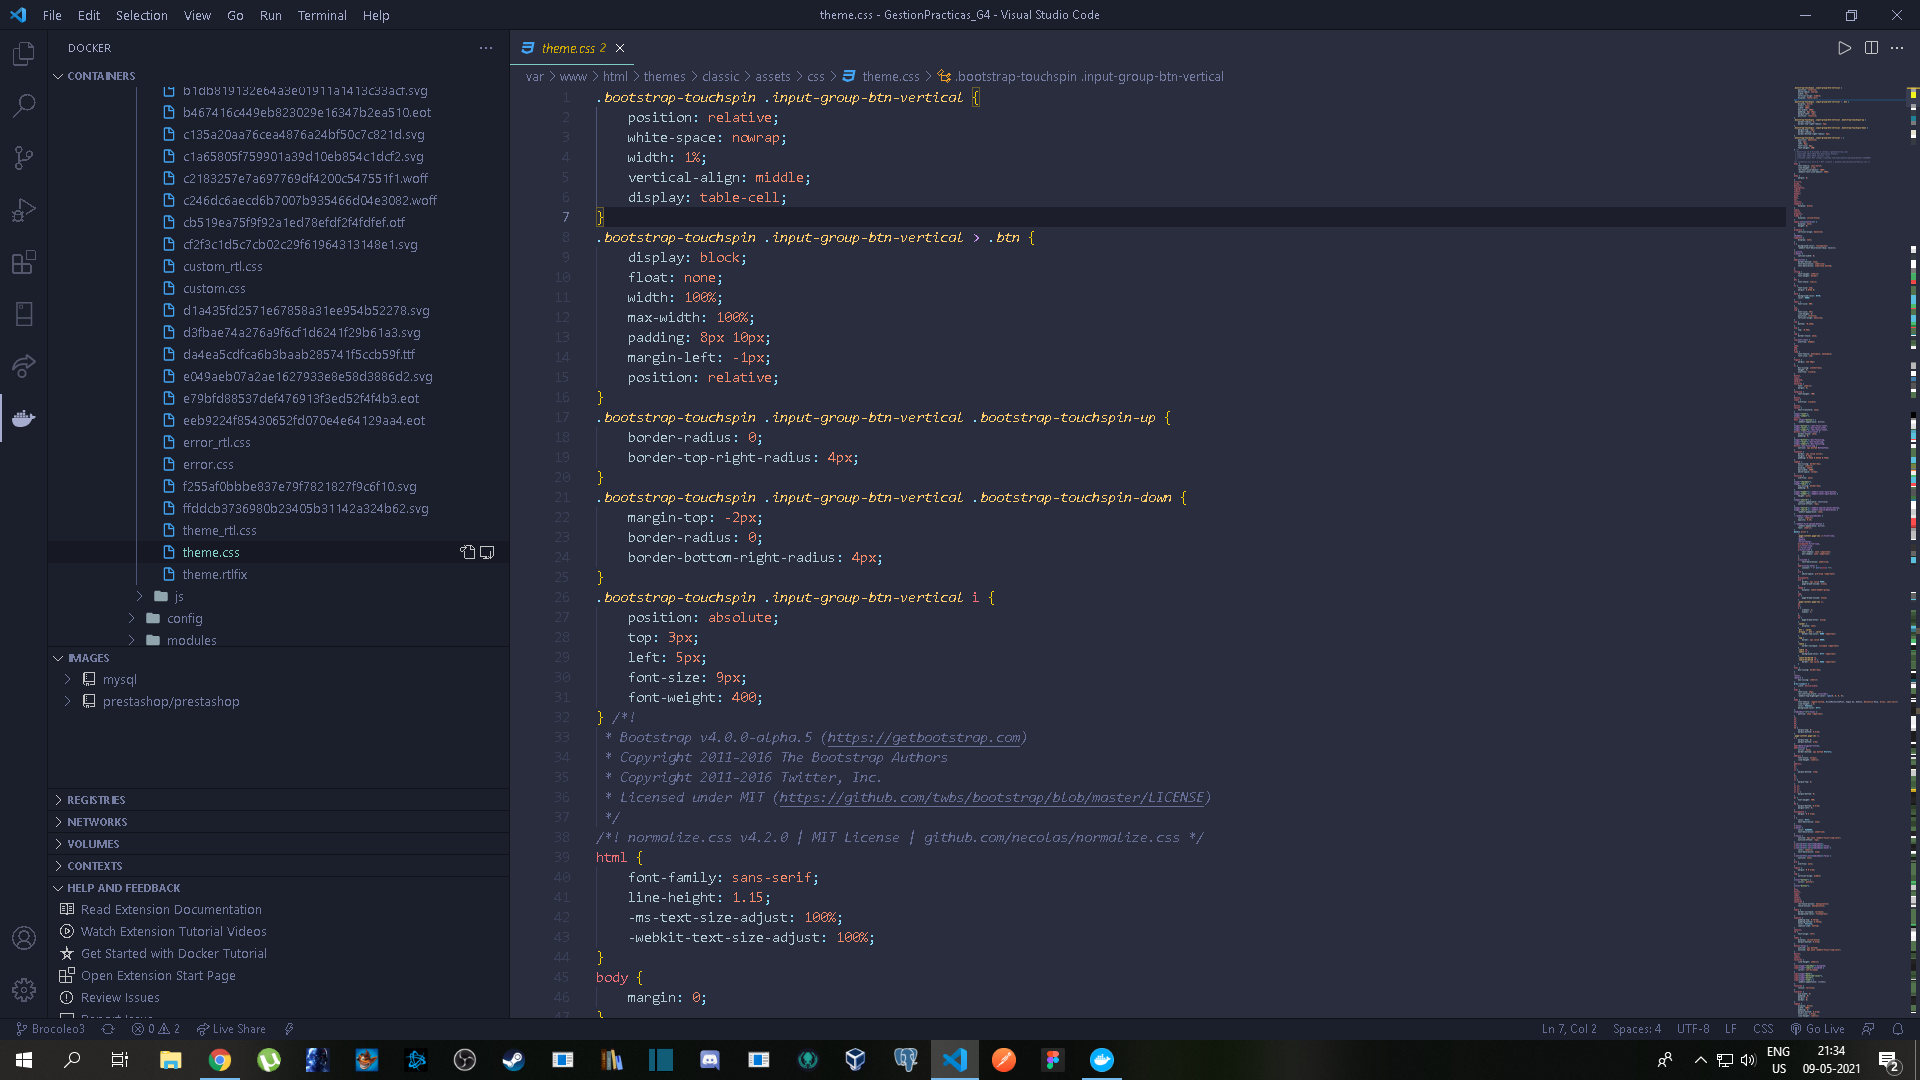 File Edit Selection View Go Run Terminal Help
theme.css - GestionPracticas_G4 - Visual Studio Code
DOCKER
CONTAINERS
b1db819132e64a3e01911a1413c33acf.svg
b467416c449eb823029e16347b2ea510.eot
c135a20aa76cea4876a24bf50c7c821d.svg
c1a65805f759901a39d10eb854c1dcf2.svg
c2183257e7a697769df4200c547551f1.woff
c246dc6aecd6b7007b935466d04e3082.woff
cb519ea75f9f92a1ed78efdf2f4fdfef.otf
cf2f3c1d5c7cb02c29f61964313148e1.svg
custom_rtl.css
custom.css
d1a435fd2571e67858a31ee954b52278.svg
d3fbae74a276a9f6cf1d6241f29b61a3.svg
da4ea5cdfca6b3baab285741f5ccb59f.ttf
e049aeb07a2ae1627933e8e58d3886d2.svg
e79bfd88537def476913f3ed52f4f4b3.eot
eeb9224f85430652fd070e4e64129aa4.eot
error_rtl.css
error.css
f255af0bbbe837e79f7821827f9c6f10.svg
ffddcb3736980b23405b31142a324b62.svg
theme_rtl.css
theme.css
theme.rtlfix
js
config
modules
IMAGES
mysql
prestashop/prestashop
REGISTRIES
NETWORKS
VOLUMES
CONTEXTS
HELP AND FEEDBACK
Read Extension Documentation
Watch Extension Tutorial Videos
Get Started with Docker Tutorial
Open Extension Start Page
Review Issues
theme.css 2
var > www > html > themes > classic > assets > css > theme.css > .bootstrap-touchspin .input-group-btn-vertical
1 .bootstrap-touchspin .input-group-btn-vertical {
2 position: relative;
3 white-space: nowrap;
4 width: 1%;
5 vertical-align: middle;
6 display: table-cell;
7 }
8 .bootstrap-touchspin .input-group-btn-vertical > .btn {
9 display: block;
10 float: none;
11 width: 100%;
12 max-width: 100%;
13 padding: 8px 10px;
14 margin-left: -1px;
15 position: relative;
16 }
17 .bootstrap-touchspin .input-group-btn-vertical .bootstrap-touchspin-up {
18 border-radius: 0;
19 border-top-right-radius: 4px;
20 }
21 .bootstrap-touchspin .input-group-btn-vertical .bootstrap-touchspin-down {
22 margin-top: -2px;
23 border-radius: 0;
24 border-bottom-right-radius: 4px;
25 }
26 .bootstrap-touchspin .input-group-btn-vertical i {
27 position: absolute;
28 top: 3px;
29 left: 5px;
30 font-size: 9px;
31 font-weight: 400;
32 } /*!
33 * Bootstrap v4.0.0-alpha.5 (https://getbootstrap.com)
34 * Copyright 2011-2016 The Bootstrap Authors
35 * Copyright 2011-2016 Twitter, Inc.
36 * Licensed under MIT (https://github.com/twbs/bootstrap/blob/master/LICENSE)
37 */
38 /*! normalize.css v4.2.0 | MIT License | github.com/necolas/normalize.css */
39 html {
40 font-family: sans-serif;
41 line-height: 1.15;
42 -ms-text-size-adjust: 100%;
43 -webkit-text-size-adjust: 100%;
44 }
45 body {
46 margin: 0;
47 }
Brocoleo3 0 2 Live Share
Ln 7, Col 2 Spaces: 4 UTF-8 LF CSS Go Live
ENG
US
21:34
09-05-2021
2